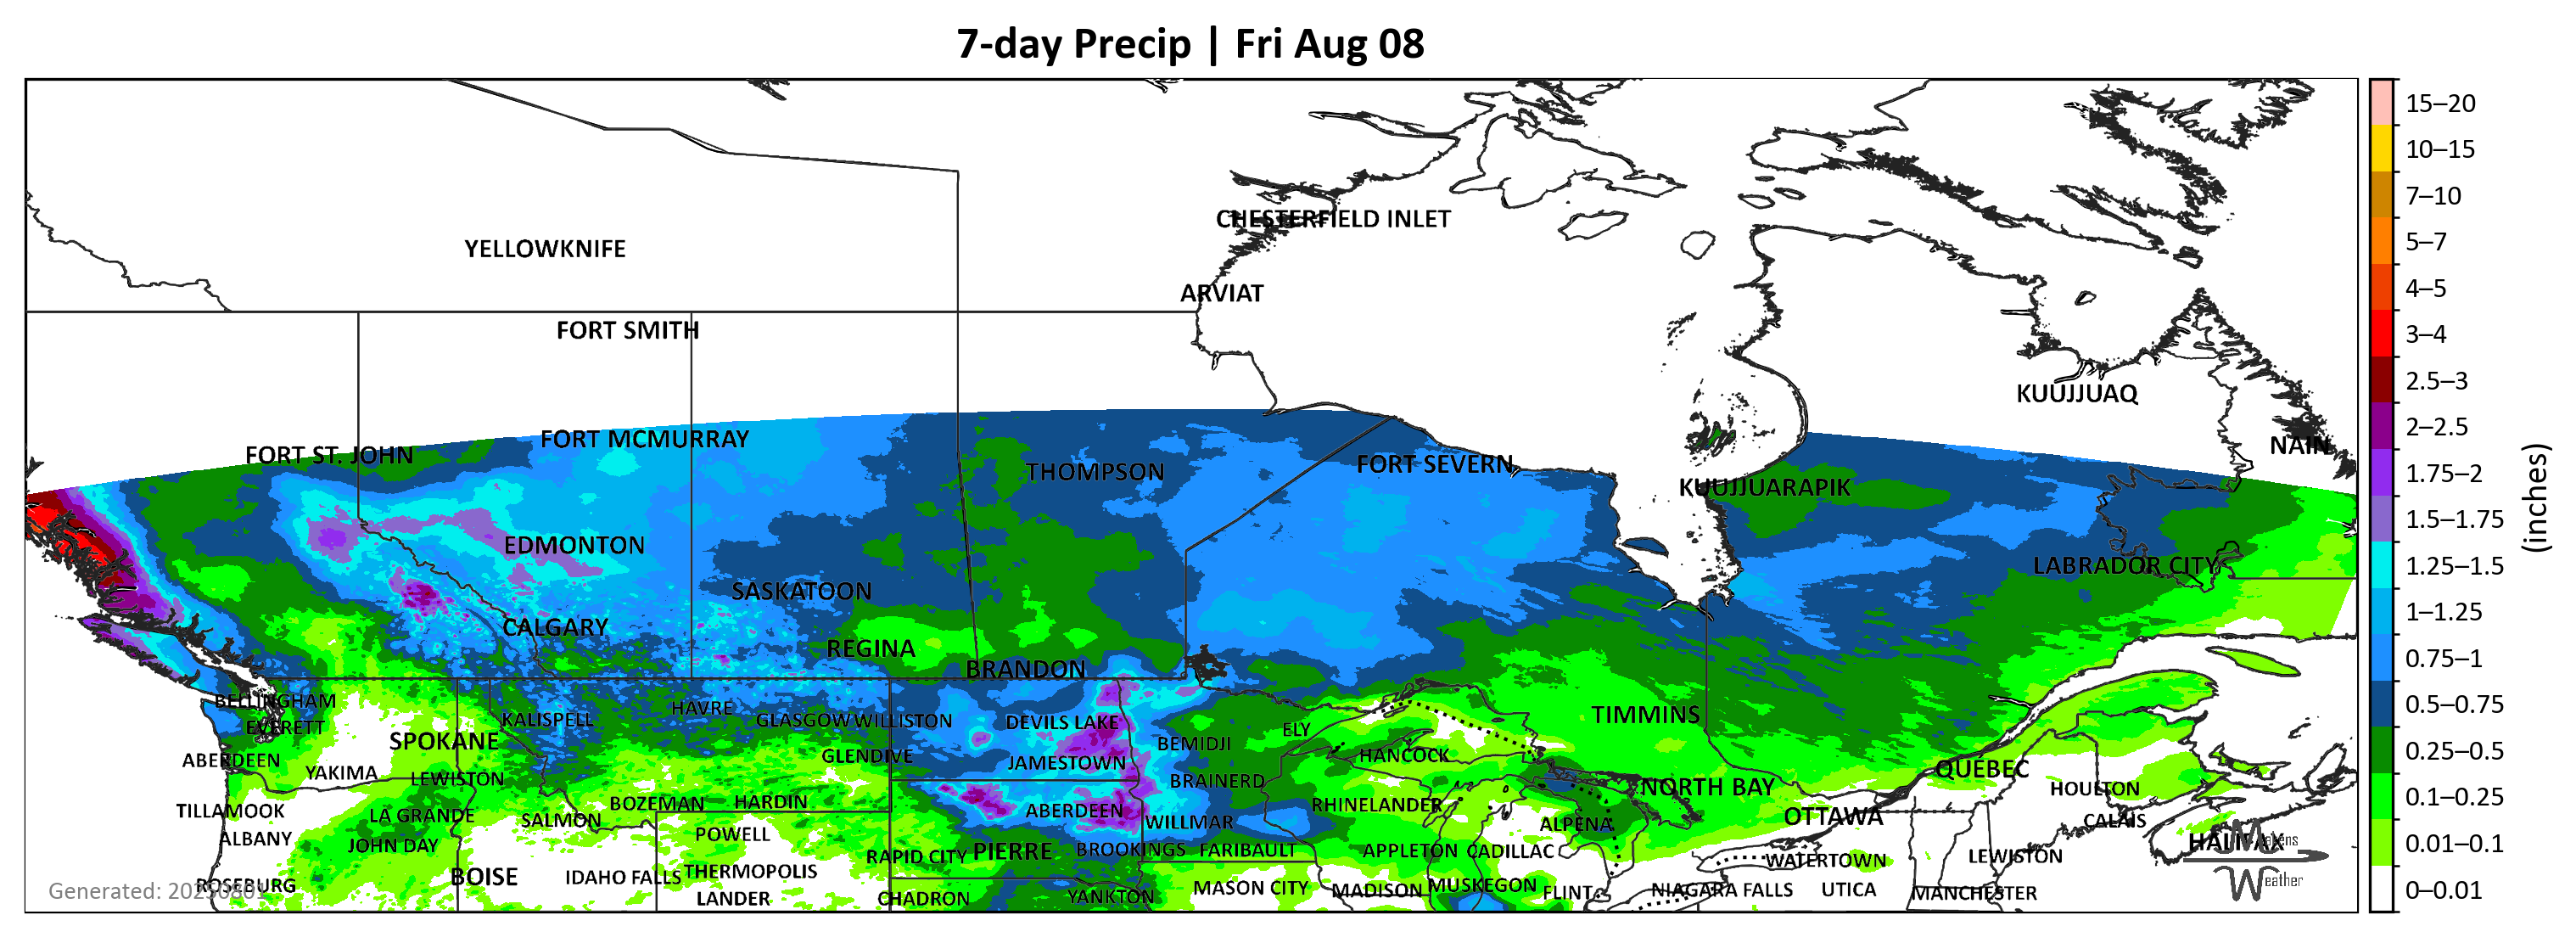 7-day Precip | Fri Aug 08
CHESTERFIELD INLET
YELLOWKNIFE
ARVIAT
FORT SMITH
KUUJJUAQ
FORT MCMURRAY
NAIN
FORT ST. JOHN
FORT SEVERN
THOMPSON
KUUJJUARAPIK
EDMONTON
LABRADOR CITY
SASKATOON
CALGARY
REGINA
BRANDON
BELLINGHAM
HAVRE
KALISPELL
GLASGOW WILLISTON
DEVILS LAKE
TIMMINS
EVERETT
ELY
SPOKANE
BEMIDJI
GLENDIVE
HANCOCK
ABERDEEN
JAMESTOWN
QUÉBEC
YAKIMA
LEWISTON
BRAINERD
NORTH BAY
HOULTON
BOZEMAN
HARDIN
RHINELANDER
TILLAMOOK
LA GRANDE
ABERDEEN
OTTAWA
SALMON
WILLMAR
CALAIS
ALPENA
ALBANY
POWELL
HALIFAX
JOHN DAY
RAPID CITY
PIERRE
BROOKINGS
FARIBAULT
APPLETON
CADILLAC
WATERTOWN
LEWISTON
BOISE
IDAHO FALLS
THERMOPOLIS
ROSEBURG
MASON CITY
MADISON
MUSKEGON
FLINT
NIAGARA FALLS
UTICA
MANCHESTER
LANDER
CHADRON
YANKTON
Weather
15–20
10–15
7–10
5–7
4–5
3–4
2.5–3
2–2.5
1.75–2
1.5–1.75
1.25–1.5
1–1.25
0.75–1
0.5–0.75
0.25–0.5
0.1–0.25
0.01–0.1
0–0.01
(inches)
Generated: 20250801